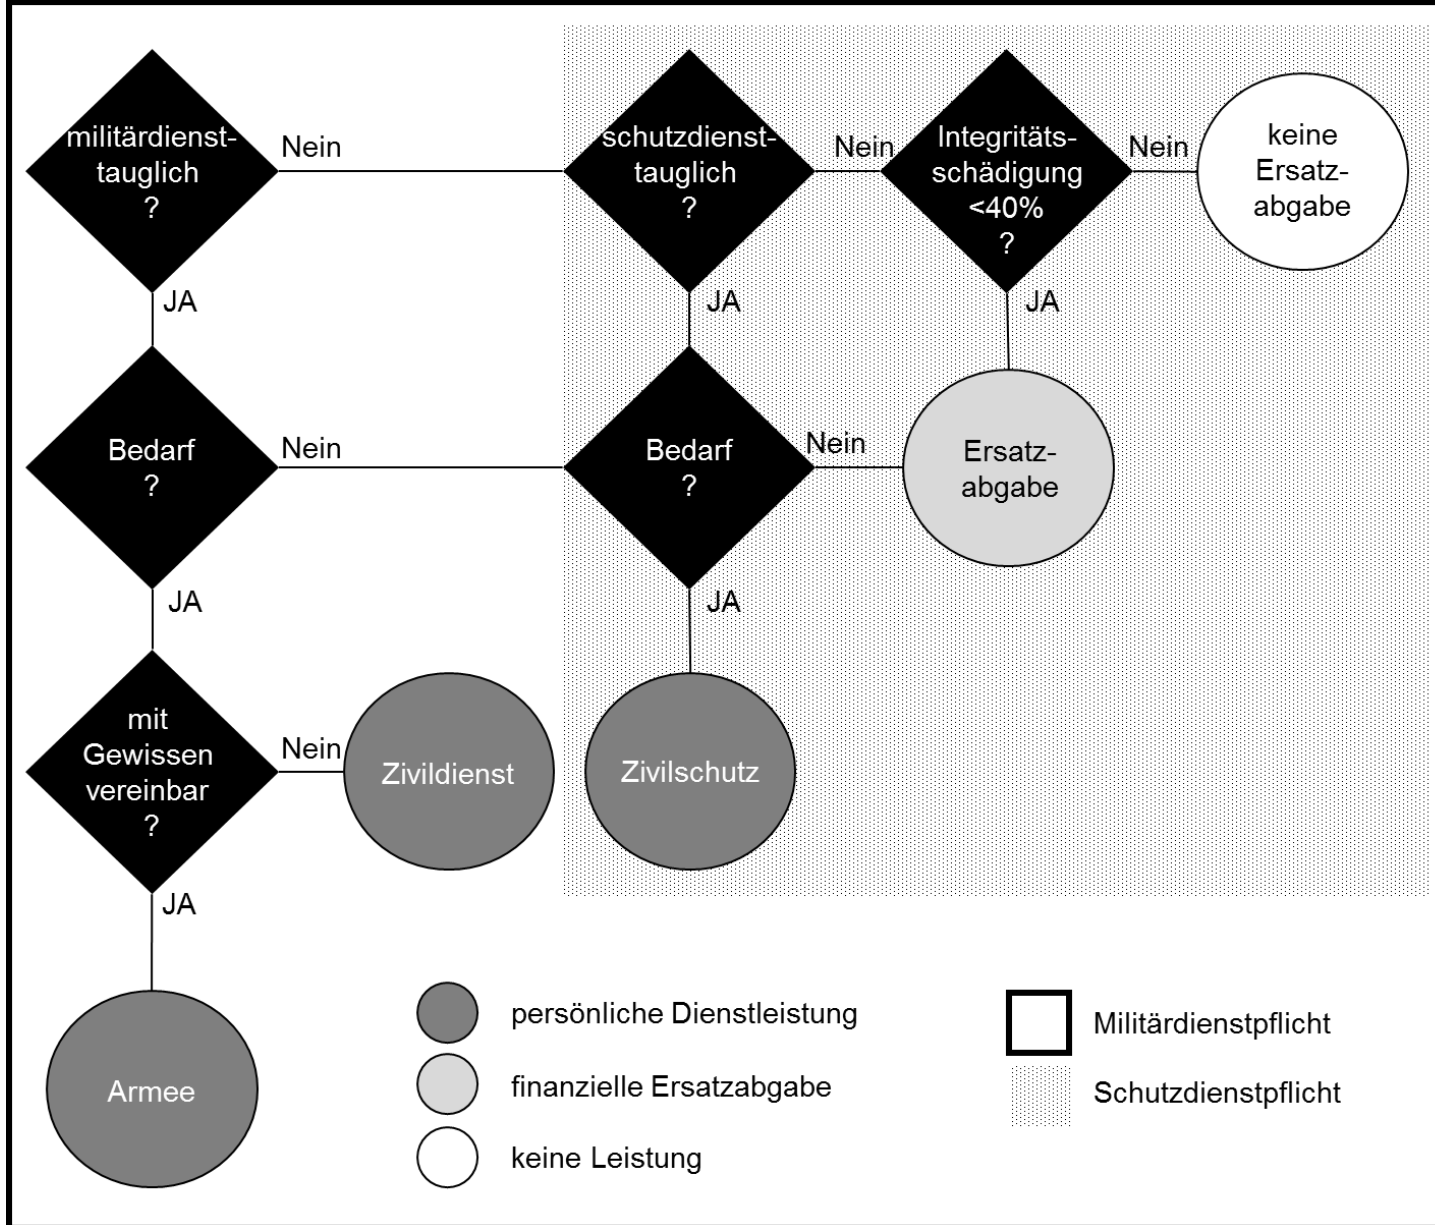 militärdienst-
tauglich
?
Nein
schutzdienst-
tauglich
?
Nein
Integritäts-
schädigung
<40%
?
Nein
keine
Ersatz-
abgabe
JA
JA
JA
Bedarf
?
Nein
Bedarf
?
Nein
Ersatz-
abgabe
JA
JA
mit
Gewissen
vereinbar
?
Nein
Zivildienst
Zivilschutz
JA
Armee
persönliche Dienstleistung
finanzielle Ersatzabgabe
keine Leistung
Militärdienstpflicht
Schutzdienstpflicht